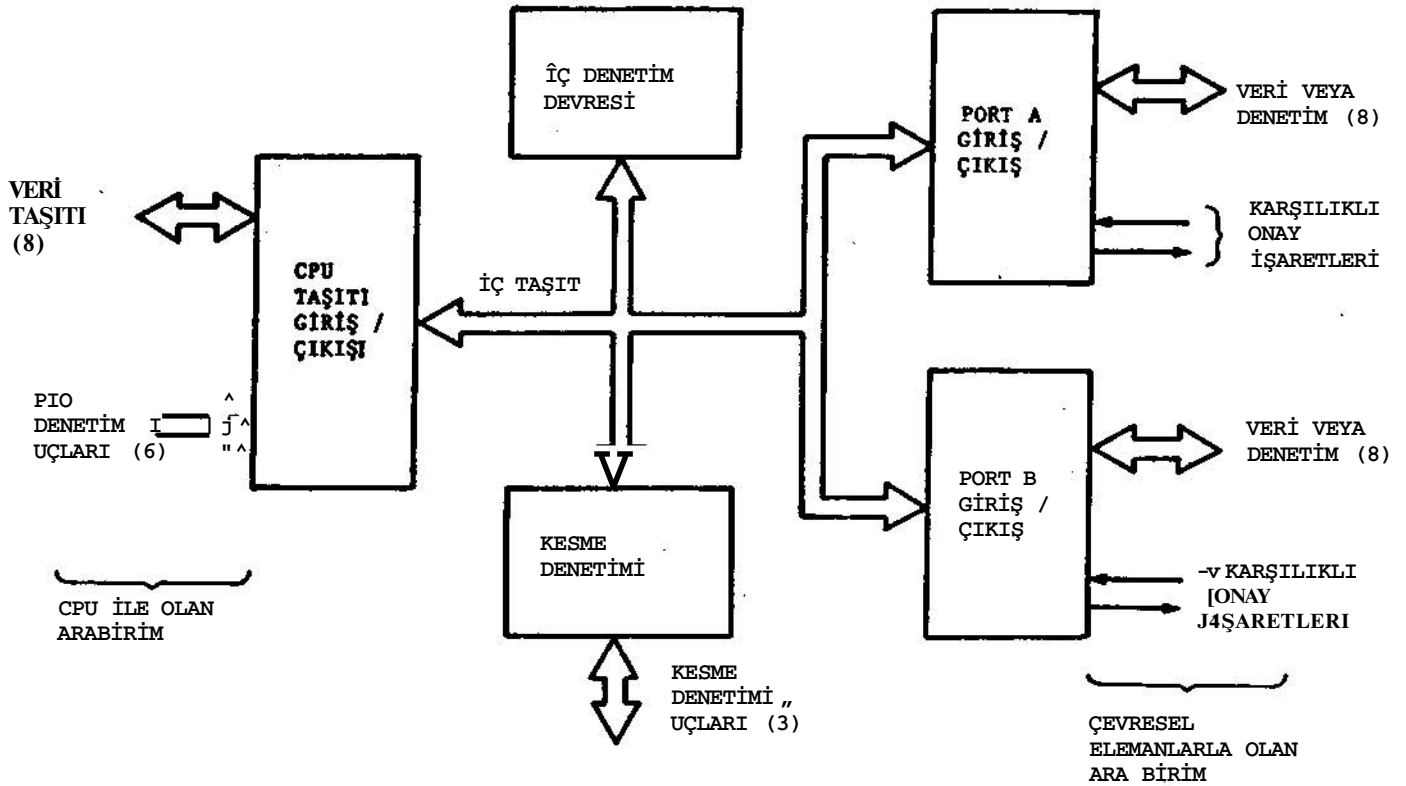 VERİ
TAŞITI
(8)
PIO
DENETİM
UÇLARI (6)
CPU
TAŞITI
GİRİŞ /
ÇIKIŞI
CPU İLE OLAN
ARABİRİM
ÎÇ DENETİM
DEVRESİ
İÇ TAŞIT
KESME
DENETİMİ
KESME
DENETİMİ „
UÇLARI (3)
PORT A
GİRİŞ /
ÇIKIŞ
VERİ VEYA
DENETİM (8)
KARŞILIKLI
ONAY
İŞARETLERİ
PORT B
GİRİŞ /
ÇIKIŞ
VERİ VEYA
DENETİM (8)
-v KARŞILIKLI
[ONAY
J4ŞARETLERI
ÇEVRESEL
ELEMANLARLA OLAN
ARA BİRİM